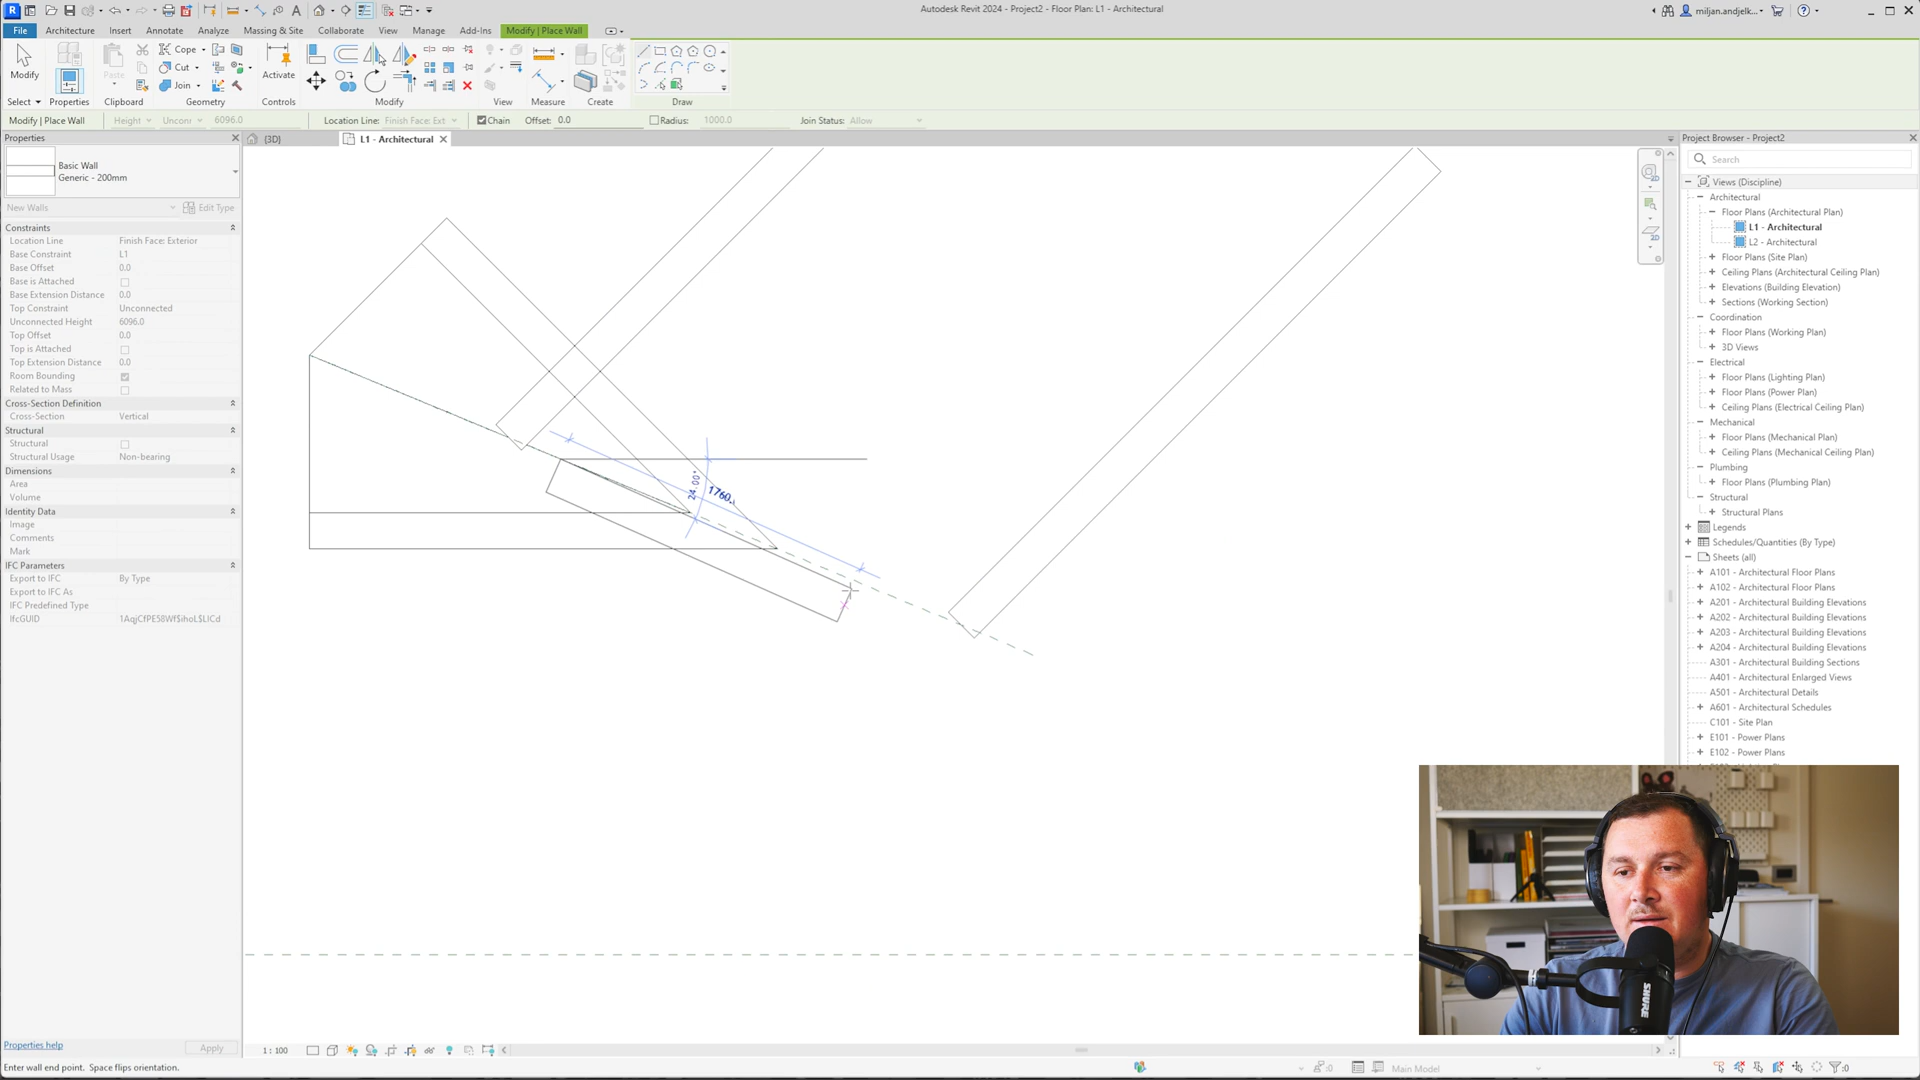 Autodesk Revit 2024 - Project2 - Floor Plan: L1 - Architectural
miljan.andjelk...
File
Architecture
Insert
Annotate
Analyze
Massing & Site
Collaborate
View
Manage
Add-Ins
Modify | Place Wall
Modify
Paste
Cope
Cut
Join
Activate
Select
Properties
Clipboard
Geometry
Controls
Modify
View
Measure
Create
Draw
Modify | Place Wall
Height
Unconr
6096.0
Location Line:
Finish Face: Ext
Chain
Offset:
0.0
Radius:
1000.0
Join Status:
Allow
Properties
{3D}
L1 - Architectural
Project Browser - Project2
Basic Wall
Generic - 200mm
New Walls
Edit Type
Constraints
Location Line
Finish Face: Exterior
Base Constraint
L1
Base Offset
0.0
Base is Attached
Base Extension Distance
0.0
Top Constraint
Unconnected
Unconnected Height
6096.0
Top Offset
0.0
Top is Attached
Top Extension Distance
0.0
Room Bounding
Related to Mass
Cross-Section Definition
Cross-Section
Vertical
Structural
Structural
Structural Usage
Non-bearing
Dimensions
Area
Volume
Identity Data
Image
Comments
Mark
IFC Parameters
Export to IFC
By Type
Export to IFC As
IFC Predefined Type
IfcGUID
1AqjCfPE58Wf$ihoL$LICd
Properties help
Apply
24.00°
1760.
Search
Views (Discipline)
Architectural
Floor Plans (Architectural Plan)
L1 - Architectural
L2 - Architectural
Floor Plans (Site Plan)
Ceiling Plans (Architectural Ceiling Plan)
Elevations (Building Elevation)
Sections (Working Section)
Coordination
Floor Plans (Working Plan)
3D Views
Electrical
Floor Plans (Lighting Plan)
Floor Plans (Power Plan)
Ceiling Plans (Electrical Ceiling Plan)
Mechanical
Floor Plans (Mechanical Plan)
Ceiling Plans (Mechanical Ceiling Plan)
Plumbing
Floor Plans (Plumbing Plan)
Structural
Structural Plans
Legends
Schedules/Quantities (By Type)
Sheets (all)
A101 - Architectural Floor Plans
A102 - Architectural Floor Plans
A201 - Architectural Building Elevations
A202 - Architectural Building Elevations
A203 - Architectural Building Elevations
A204 - Architectural Building Elevations
A301 - Architectural Building Sections
A401 - Architectural Enlarged Views
A501 - Architectural Details
A601 - Architectural Schedules
C101 - Site Plan
E101 - Power Plans
E102 - Power Plans
SHURE
1 : 100
Enter wall end point. Space flips orientation.
:0
Main Model
:0